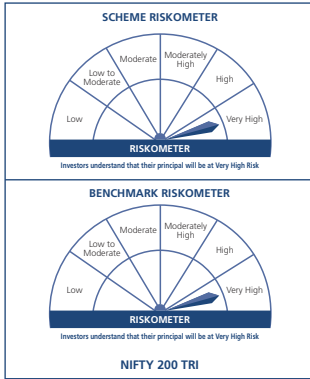 SCHEME RISKOMETER
Low
Low to
Moderate
Moderate
Moderately
High
High
Very High
RISKOMETER
Investors understand that their principal will be at Very High Risk
BENCHMARK RISKOMETER
Low
Low to
Moderate
Moderate
Moderately
High
High
Very High
RISKOMETER
Investors understand that their principal will be at Very High Risk
NIFTY 200 TRI